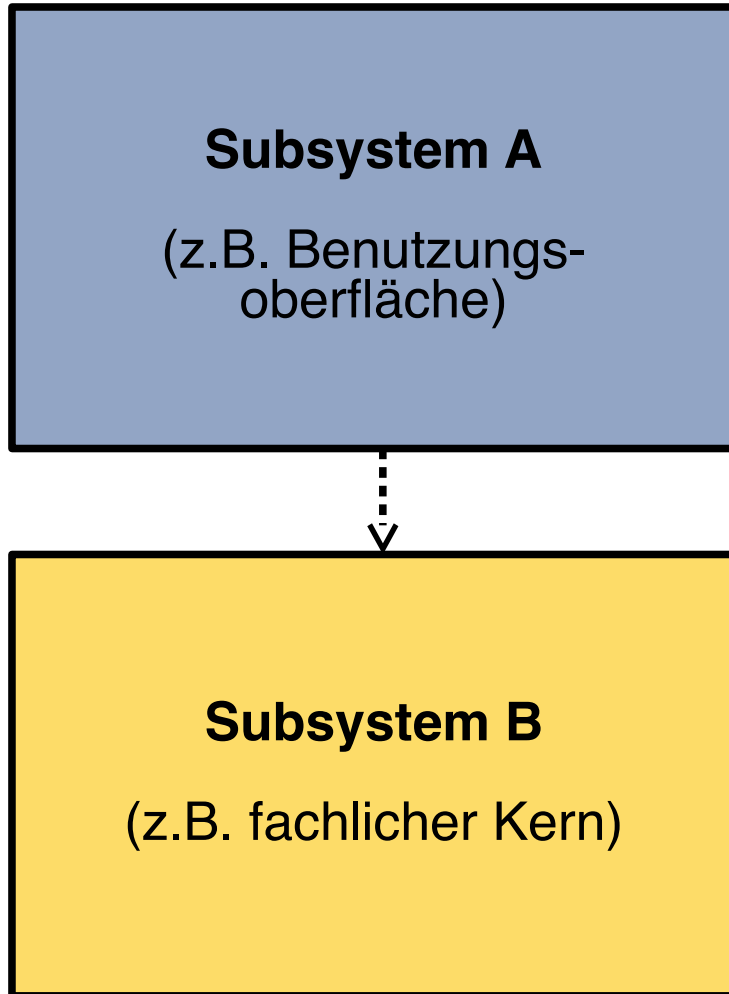 Subsystem A
(z.B. Benutzungs-
oberfläche)
Subsystem B
(z.B. fachlicher Kern)